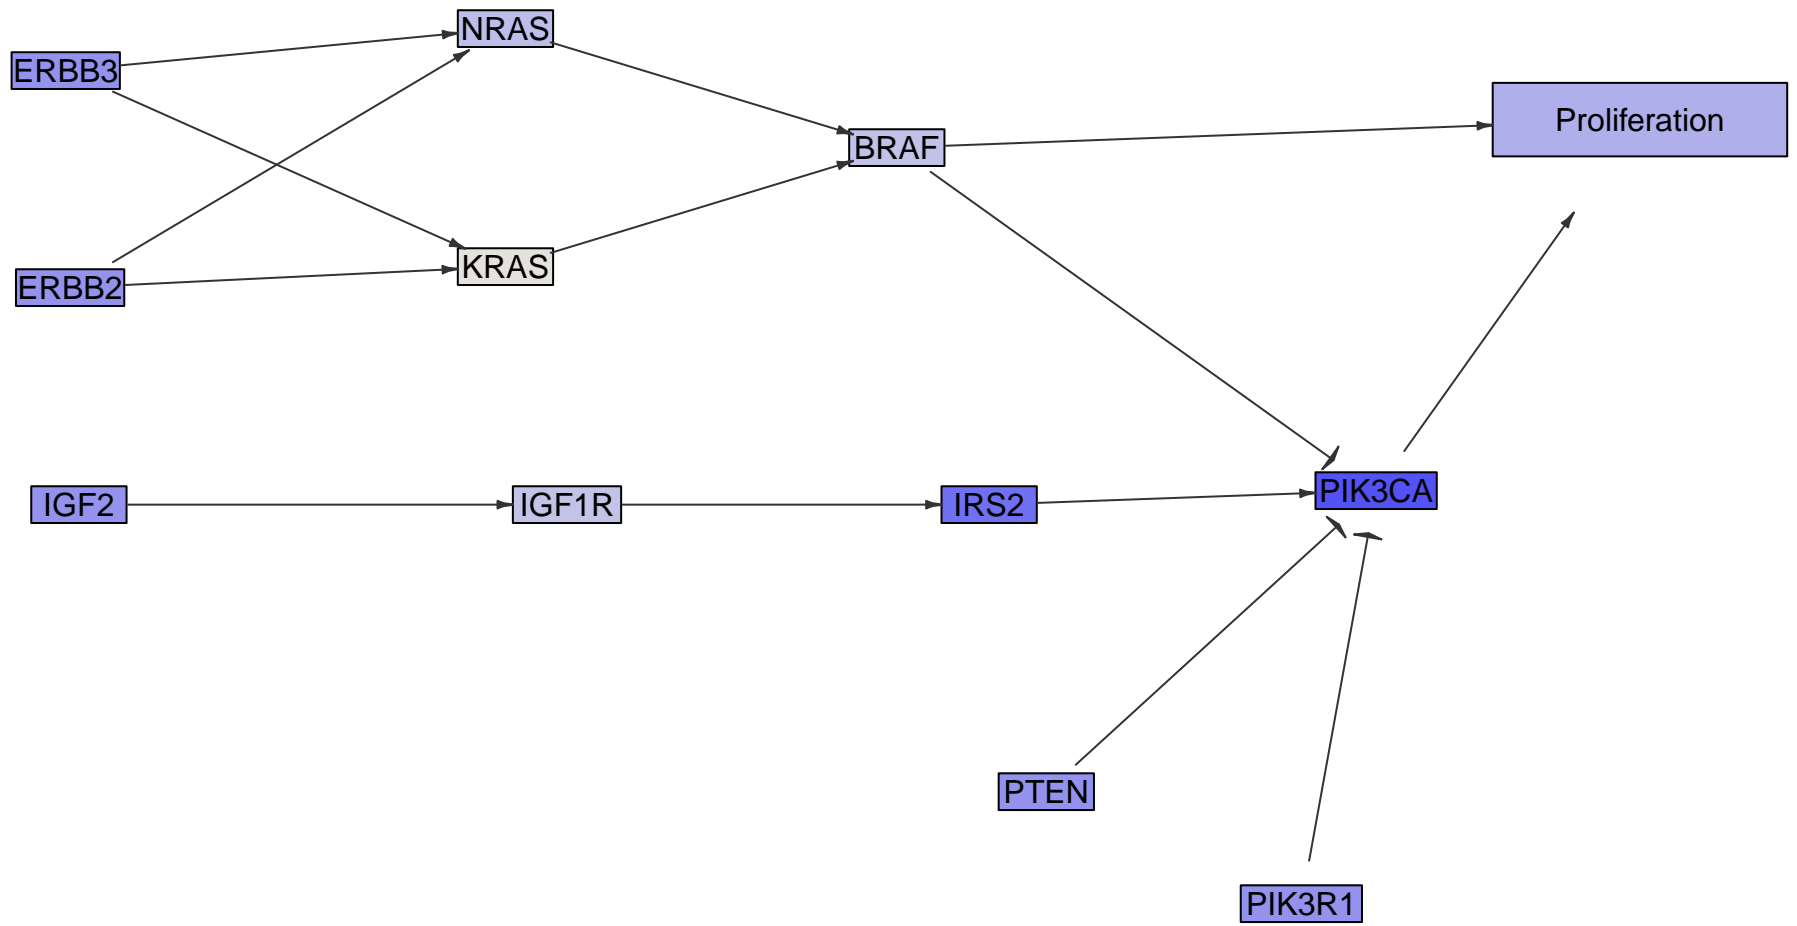 NRAS
ERBB3
Proliferation
BRAF
KRAS
ERBB2
PIK3CA
IGF2
IGF1R
IRS2
PTEN
PIK3R1